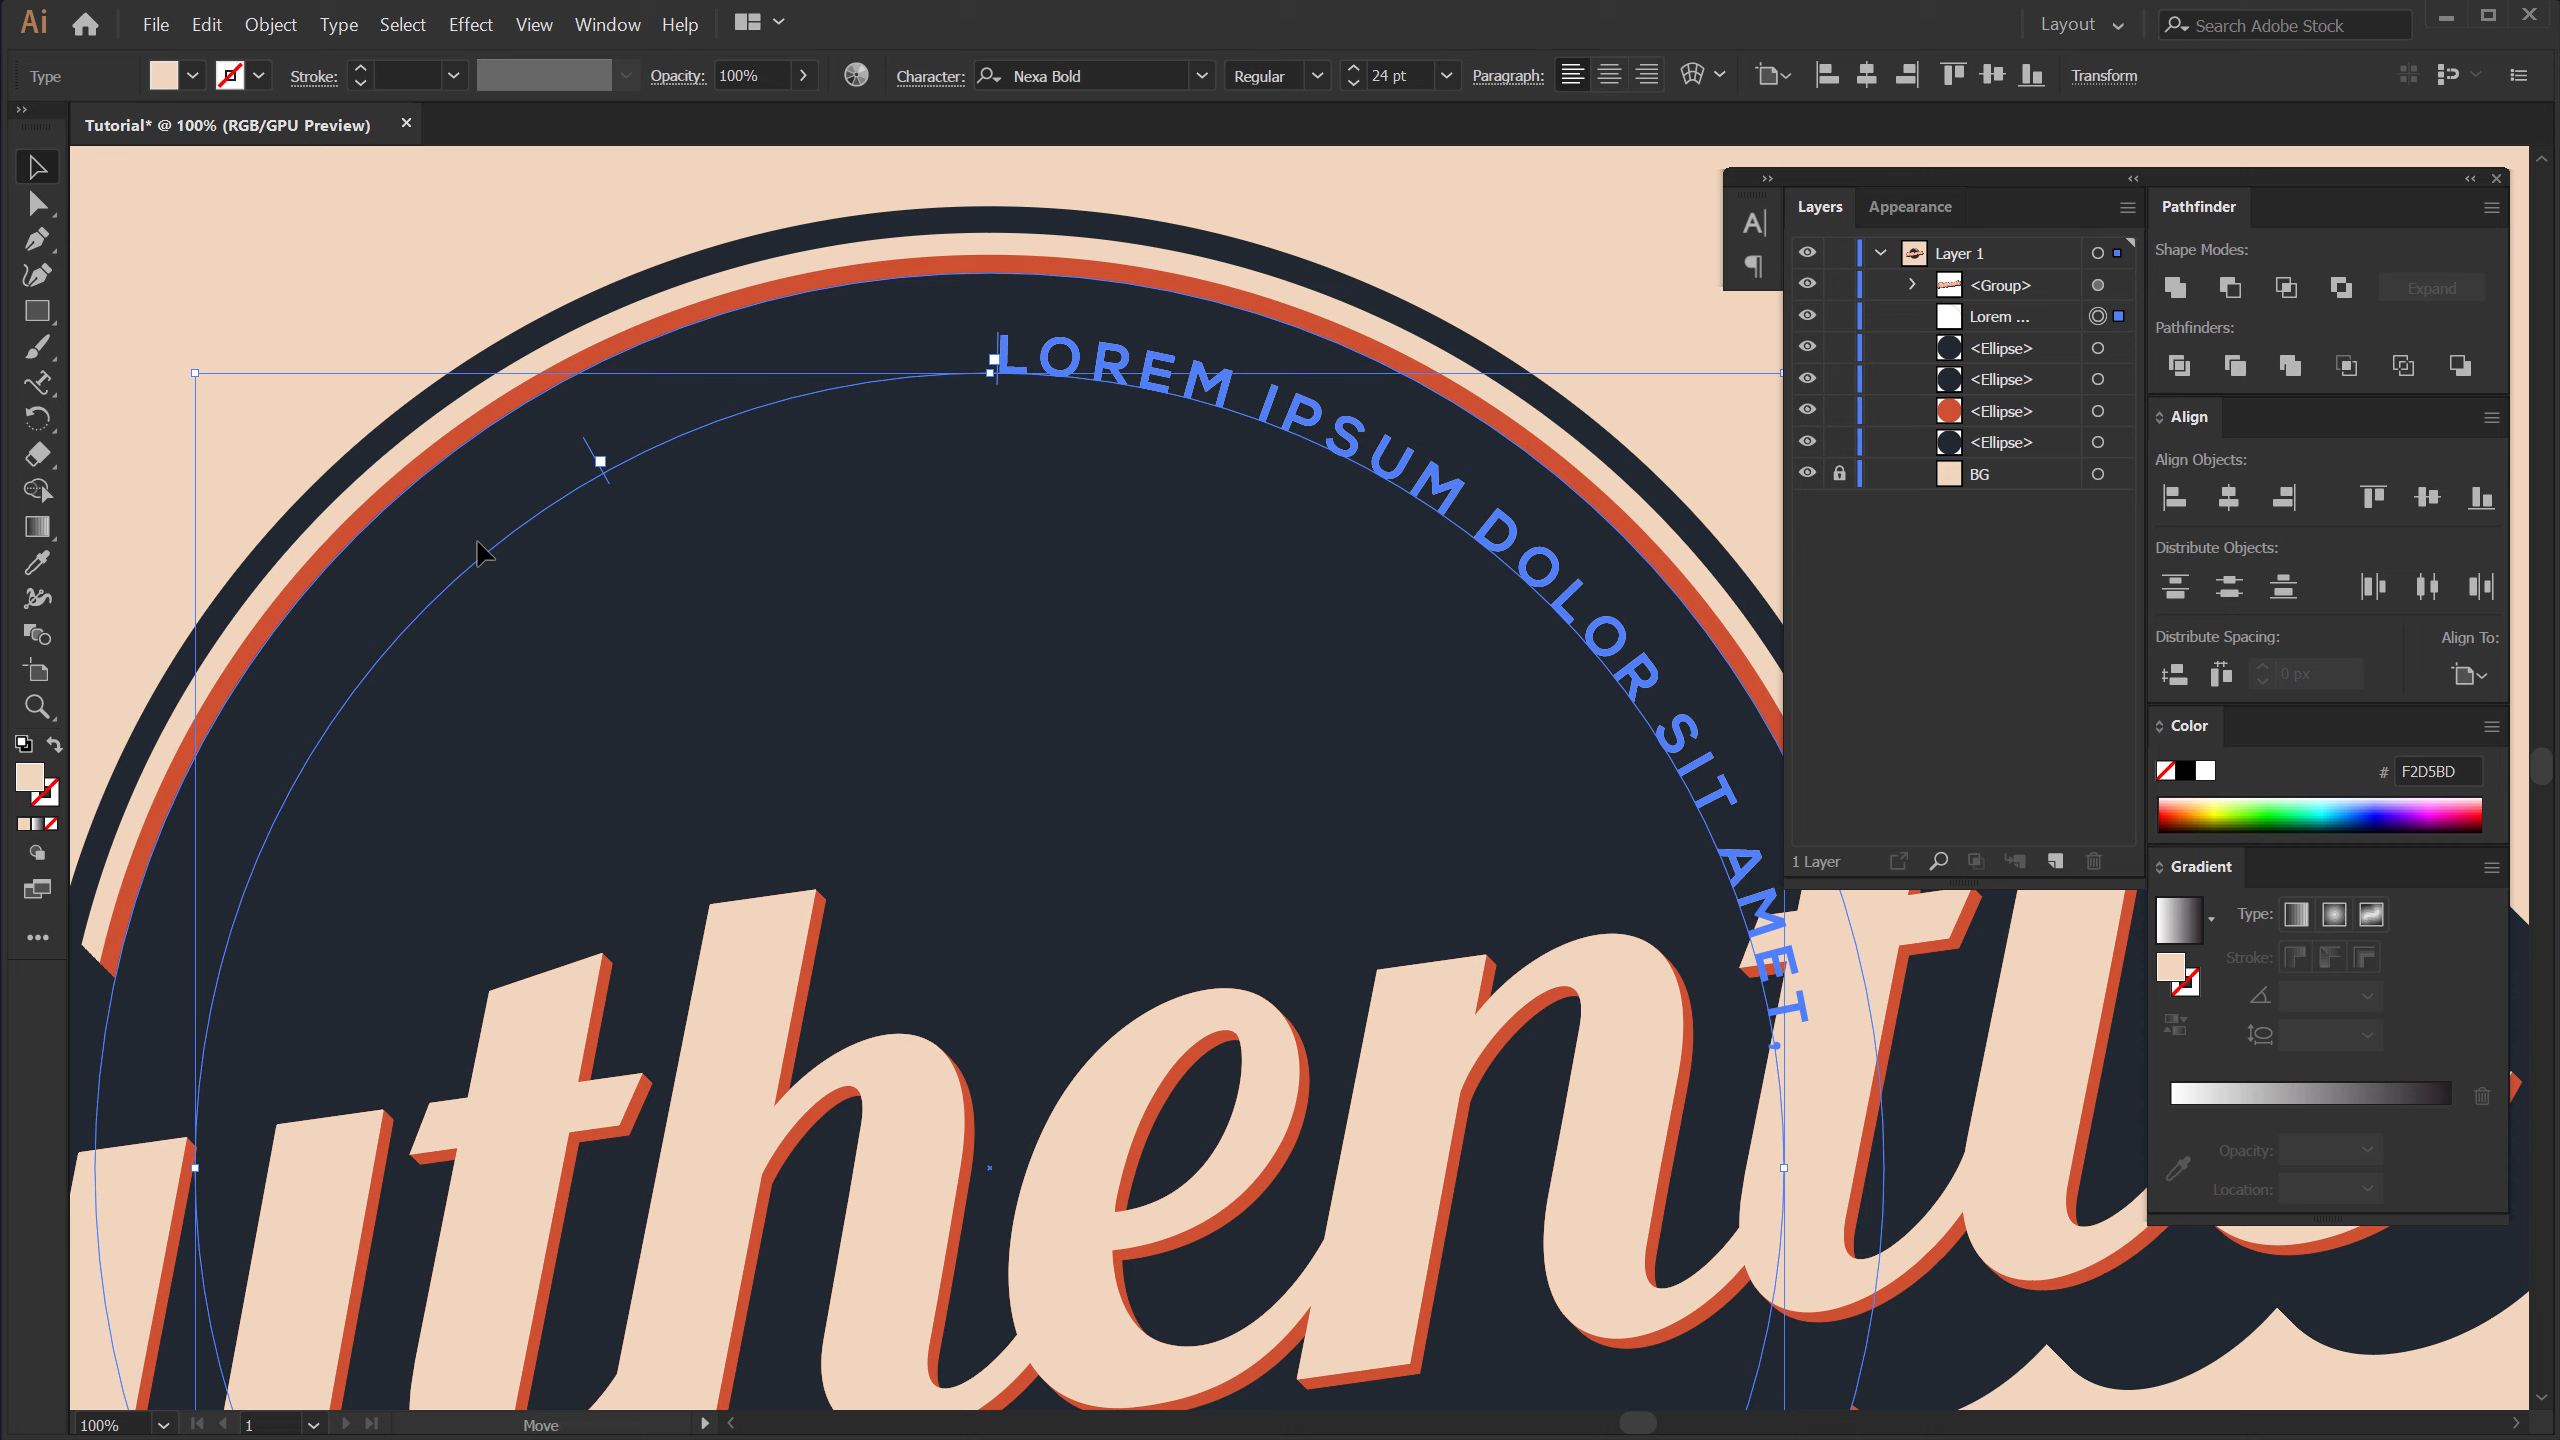 Ai File Edit Object Type Select Effect View Window Help Layout Search Adobe Stock
Type Stroke: Opacity: 100% Character: Nexa Bold Regular 24 pt Paragraph: Transform
Tutorial* @ 100% (RGB/GPU Preview)
LOREM IPSUM DOLOR SIT AMET,
uthentu
Layers Appearance
Layer 1
<Group>
Lorem ...
<Ellipse>
<Ellipse>
<Ellipse>
<Ellipse>
BG
1 Layer
Pathfinder
Shape Modes:
Expand
Pathfinders:
Align
Align Objects:
Distribute Objects:
Distribute Spacing: Align To:
0 px
Color
# F2D5BD
Gradient
Type:
Stroke:
Opacity:
Location:
100% 1 Move